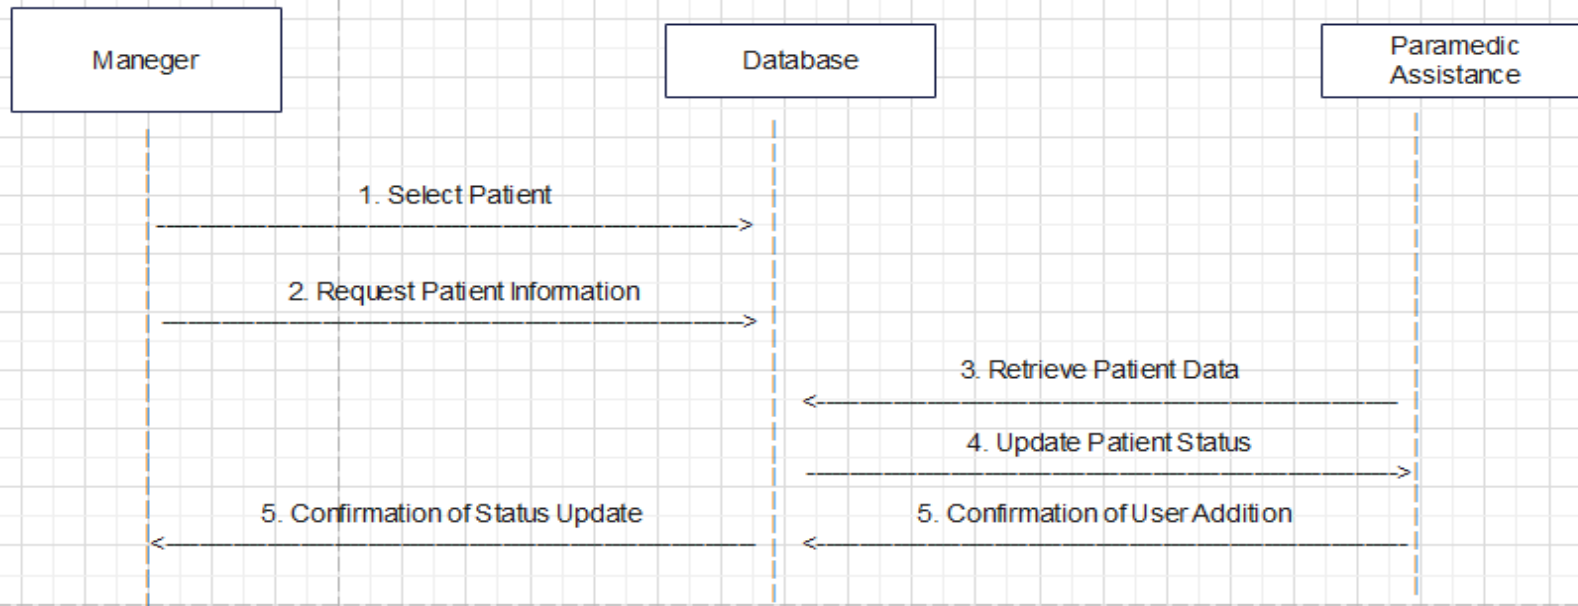 Maneger
Database
Paramedic
Assistance
1. Select Patient
2. Request Patient Information
3. Retrieve Patient Data
4. Update Patient Status
5. Confirmation of Status Update
5. Confirmation of User Addition